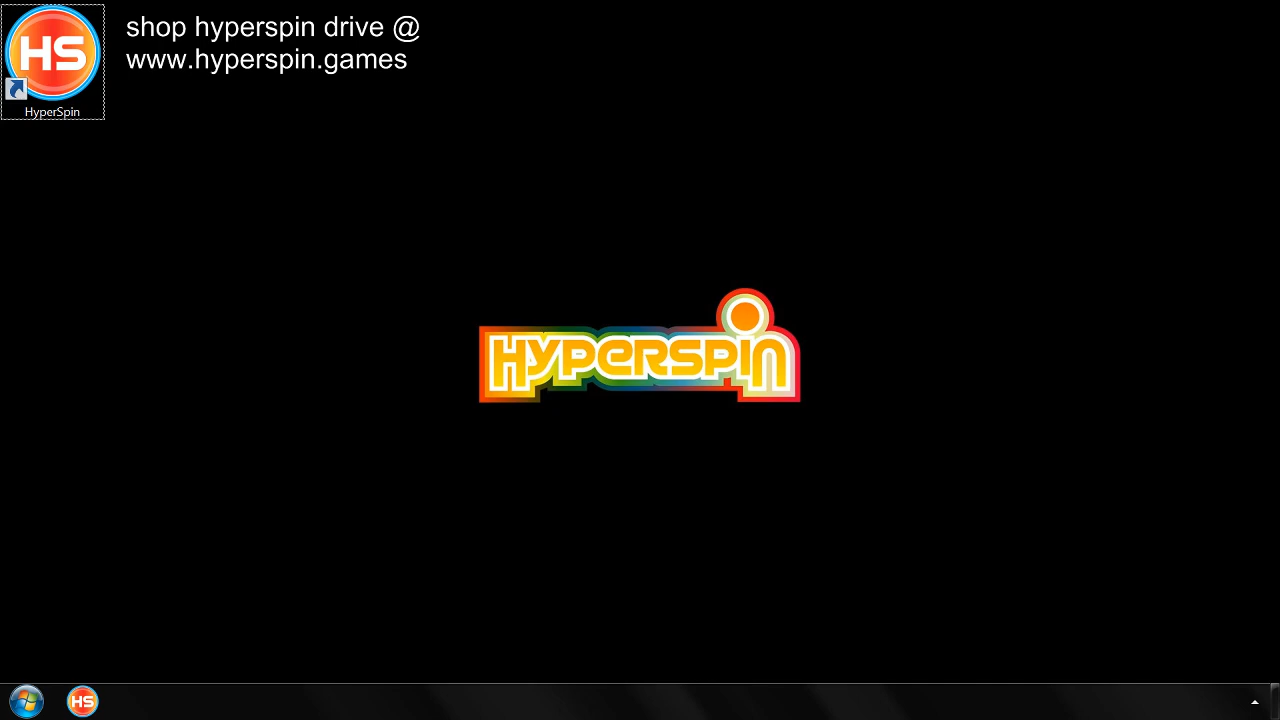 HS
shop hyperspin drive @
www.hyperspin.games
HyperSpin
HYPERSPIN
HS